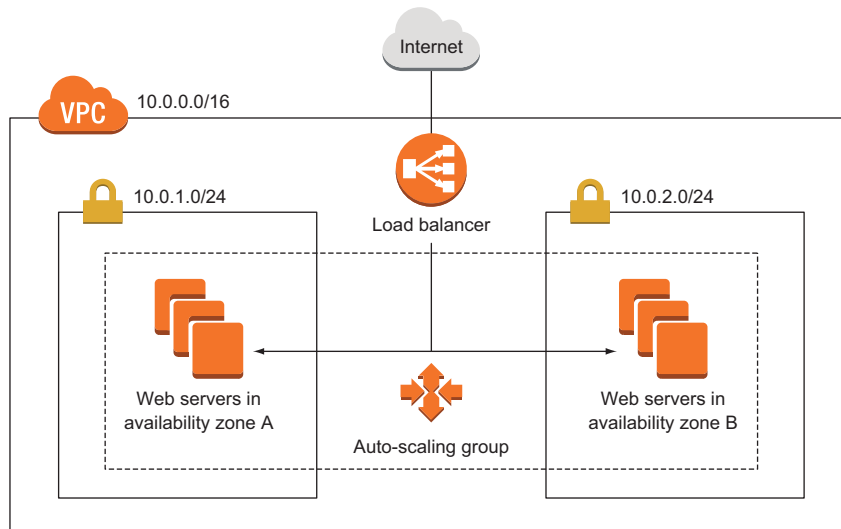 Internet
VPC
10.0.0.0/16
10.0.1.0/24
10.0.2.0/24
Load balancer
Web servers in
availability zone A
Web servers in
availability zone B
Auto-scaling group